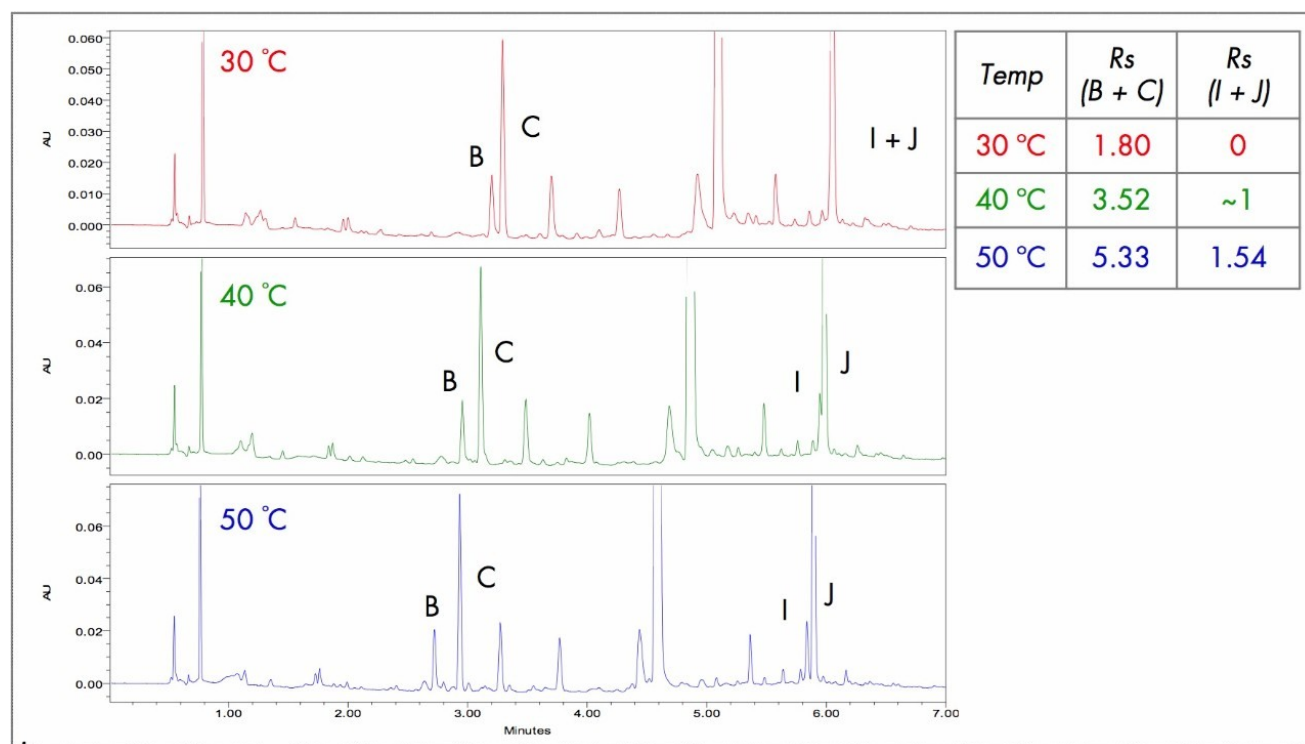 30 °C
0.060
0.050
0.040
0.030
0.020
0.010
0.000
AU
B
C
I + J
40 °C
0.06
0.04
0.02
0.00
AU
B
C
I
J
50 °C
0.06
0.04
0.02
0.00
AU
B
C
I
J
1.00 2.00 3.00 4.00 5.00 6.00 7.00
Minutes
Temp Rs (B + C) Rs (I + J)
30 °C 1.80 0
40 °C 3.52 ~1
50 °C 5.33 1.54